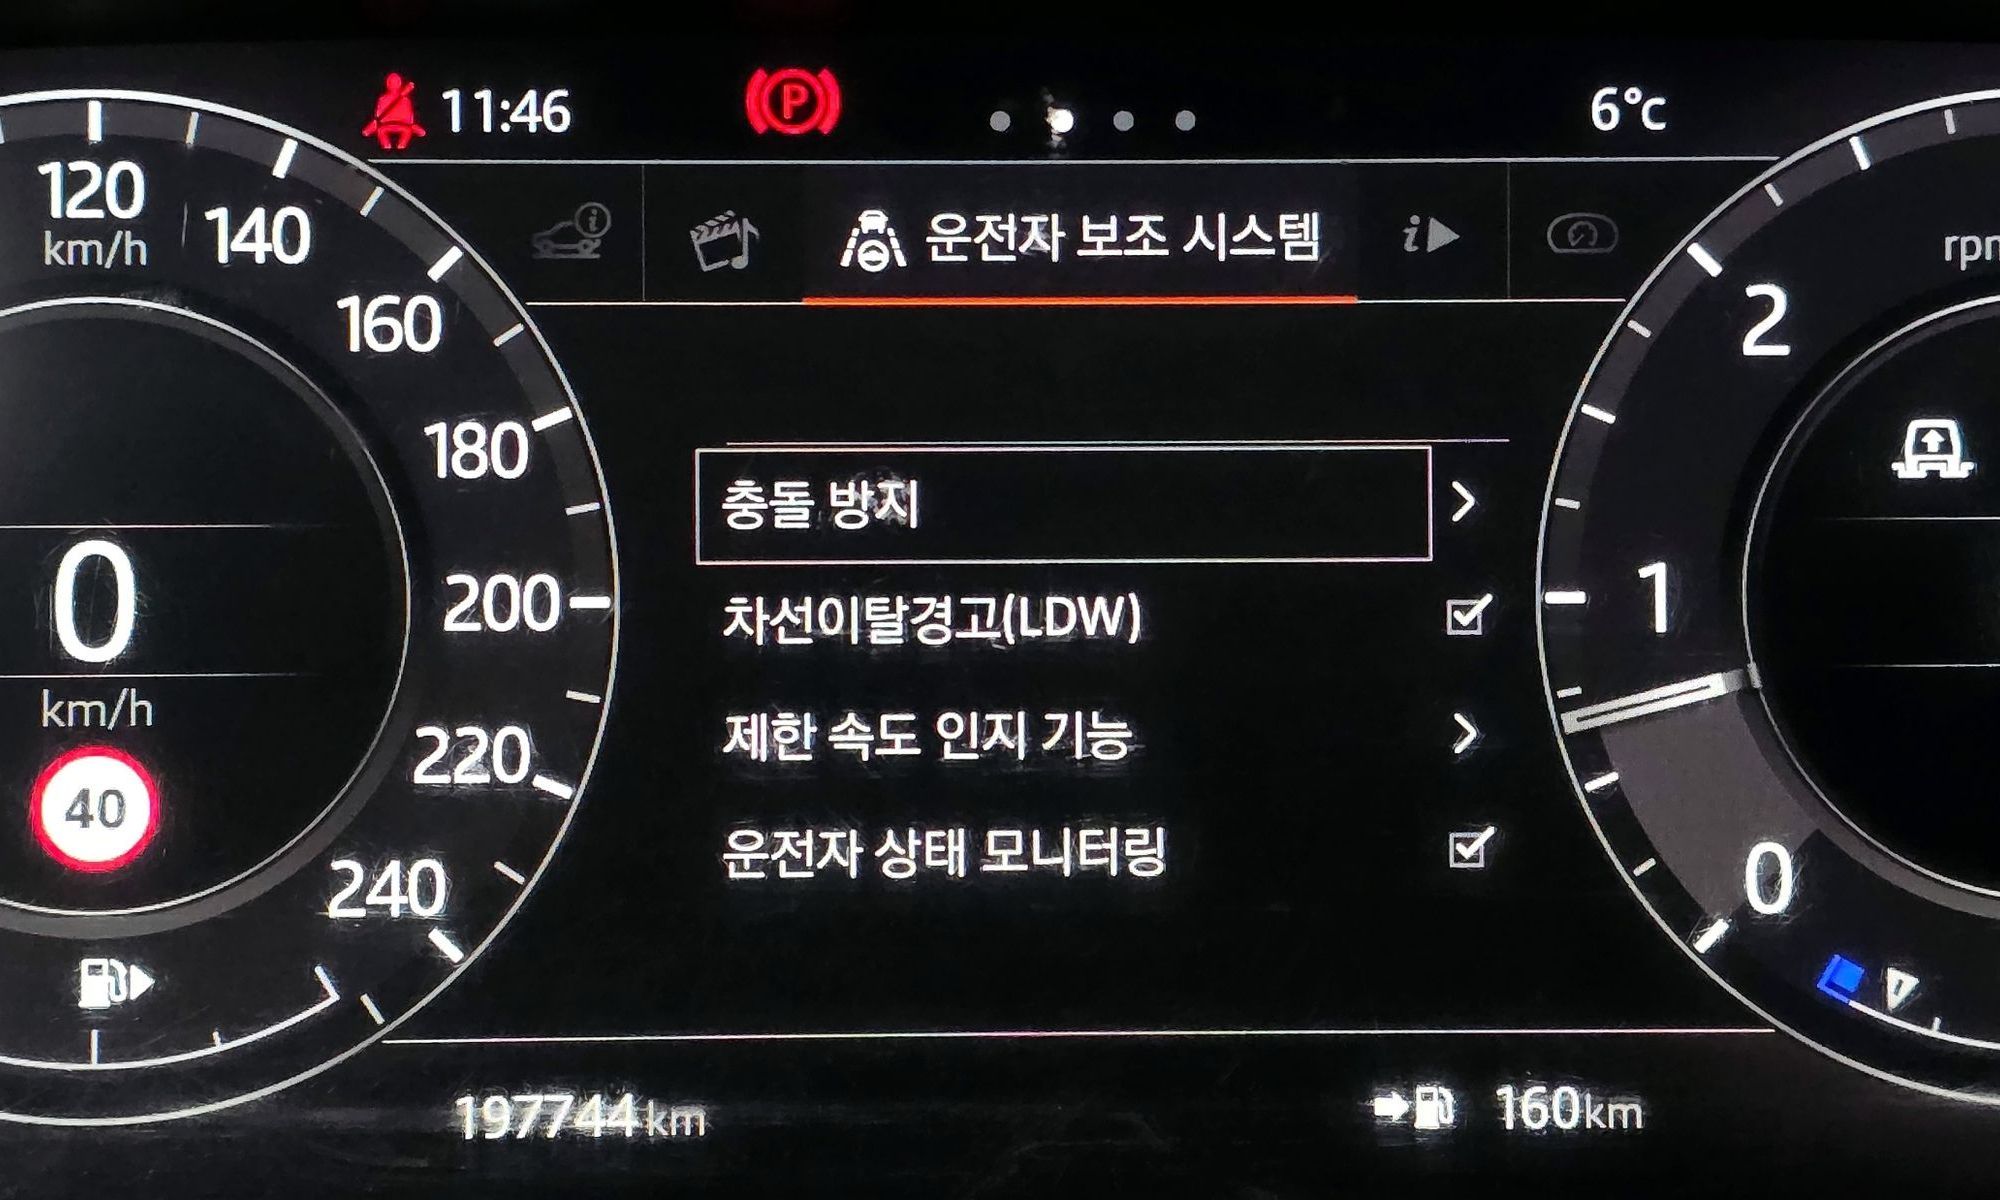 11:46
P
6°c
120
km/h
140
160
180
200
220
240
운전자 보조 시스템
i
충돌 방지
차선이탈경고(LDW)
제한 속도 인지 기능
운전자 상태 모니터링
0
km/h
40
2
1
0
197744km
160km